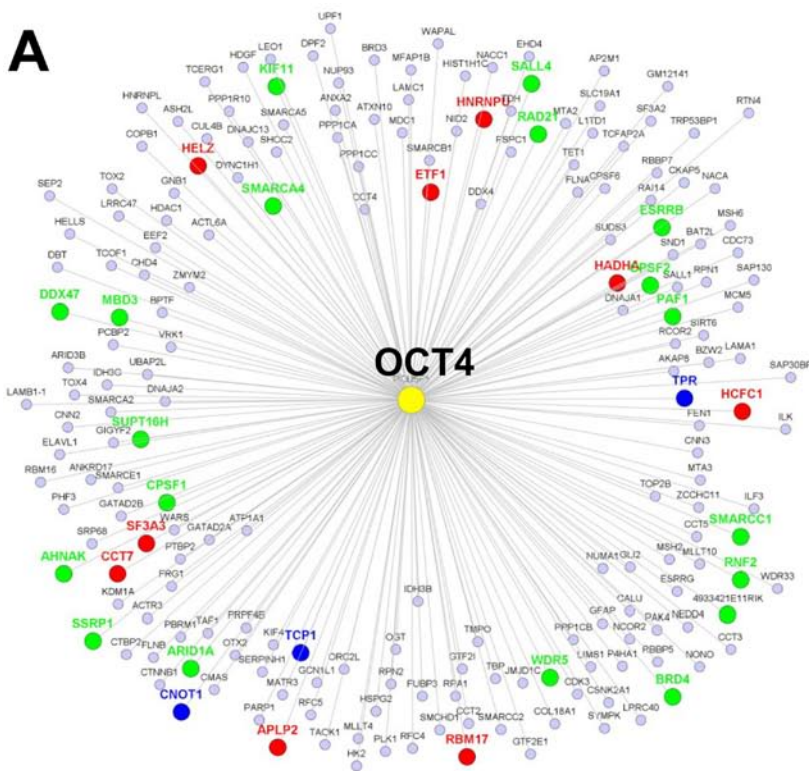 A
UPF1
LEO1
DPF2
BRD3
WAPAL
EHD4
HDGF
KIF11
NUP93
MFAP1B
HIST1H1C
NACC1
SALL4
AP2M1
TCERG1
GM12141
HNRNPL
ASH2L
PPP1R10
SMARCA5
ANXA2
ATXN10
LAMC1
HNRNPU
SLC19A1
RTN4
COPB1
CUL4B
DNAJC13
PPP1CA
MDC1
NID2
RAD21
MTA2
L1TD1
SF3A2
TRP53BP1
HELZ
SHOC2
PSPC1
TCFAP2A
SEP2
TOX2
GNB1
DYNC1H1
PPP1CC
SMARCB1
TET1
RBBP7
CKAP5
LRRC47
SMARCA4
CCT4
ETF1
DDX4
FLNA
CPSF6
RAI14
NACA
HELLS
HDAC1
ACTL6A
ESRRB
MSH6
EEF2
SUDS3
BAT2L
DBT
TCOF1
CHD4
SND1
CDC73
ZMYM2
HADHA
CPSF2
SALL1
RPN1
SAP130
DDX47
MBD3
BPTF
DNAJA1
PAF1
MCM5
PCBP2
VRK1
RCOR2
SIRT6
ARID3B
UBAP2L
OCT4
BZW2
LAMA1
IDH3G
AKAP8
SAP30BP
TOX4
DNAJA2
TPR
LAMB1-1
SMARCA2
HCFC1
CNN2
SUPT16H
FEN1
ILK
GIGYF2
ELAVL1
CNN3
RBM16
ANKRD17
SMARCE1
MTA3
CPSF1
TOP2B
ZCCHC11
PHF3
GATAD2B
ILF3
WARS
ATP1A1
SMARCC1
SRP68
SF3A3
GATAD2A
CCT5
PTBP2
MSH2
AHNAK
CCT7
NUMA1
GLI2
MLLT10
FRG1
RNF2
WDR33
KDM1A
IDH3B
ESRRG
ACTR3
CALU
4933421E11RIK
SSRP1
PBRM1
TAF1
PRPF4B
GFAP
NEDD4
CTBP2
FLNB
KIF4
TCP1
OGT
TMPO
PPP1CB
NCOR2
PAK4
CCT3
ARID1A
OTX2
ORC2L
GTF2I
WDR5
LIMS1
P4HA1
RBBP5
NONO
CTNNB1
SERPINH1
GCN1L1
RPN2
TBP
JMJD1C
CMAS
MATR3
RPA1
CDK3
CSNK2A1
BRD4
CNOT1
PARP1
RFC5
HSPG2
FUBP3
SMCHD1
CCT2
COL18A1
LPRC40
APLP2
TACK1
MLLT4
RBM17
SMARCC2
SYMPK
HK2
PLK1
RFC4
GTF2E1